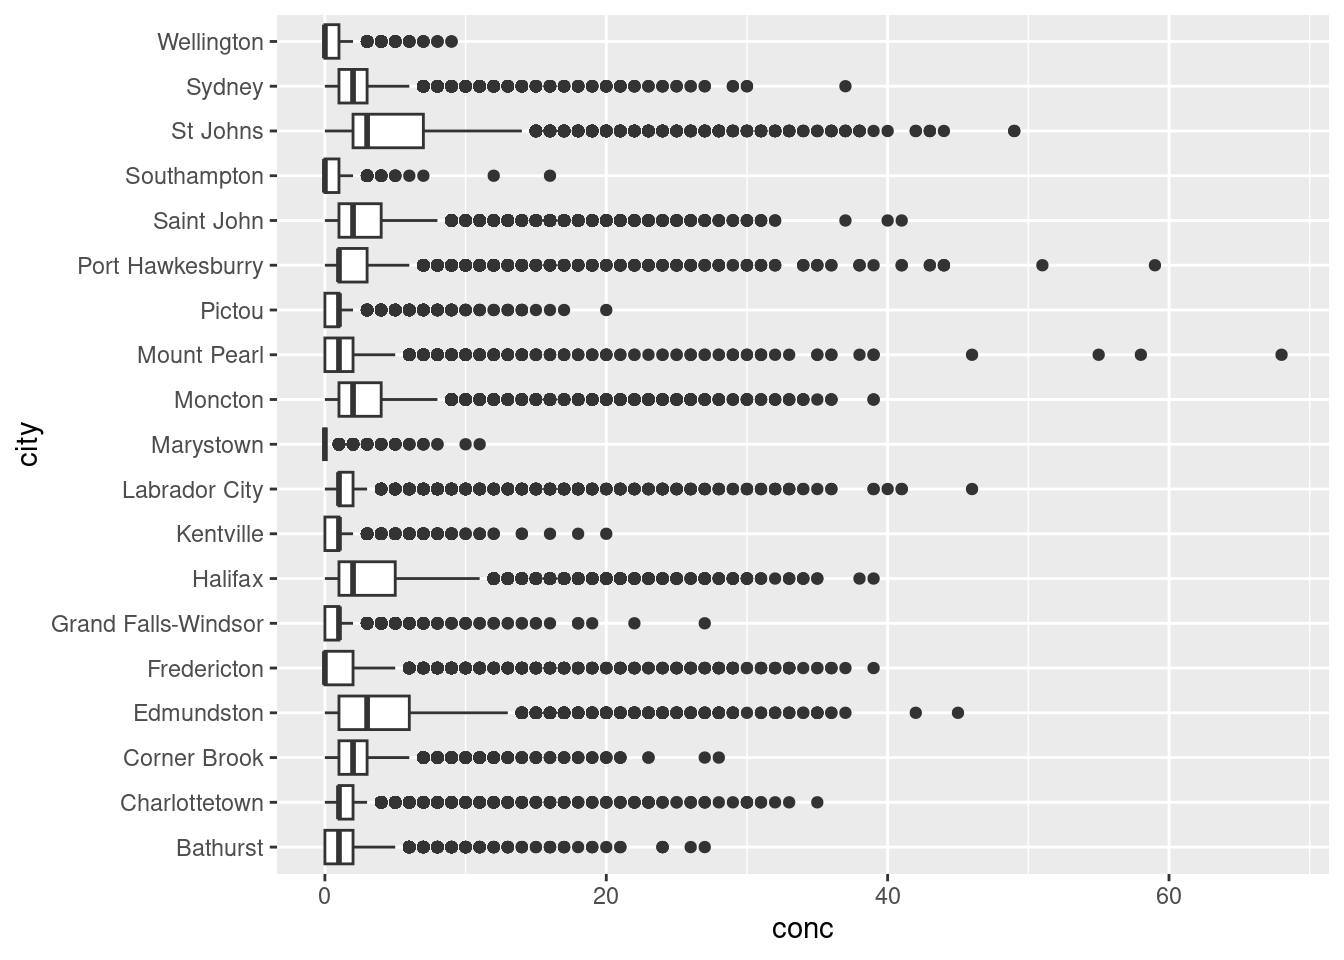 Wellington
Sydney
St Johns
Southampton
Saint John
Port Hawkesburry
Pictou
Mount Pearl
Moncton
Marystown
Labrador City
Kentville
Halifax
Grand Falls-Windsor
Fredericton
Edmundston
Corner Brook
Charlottetown
Bathurst
city
0 20 40 60
conc